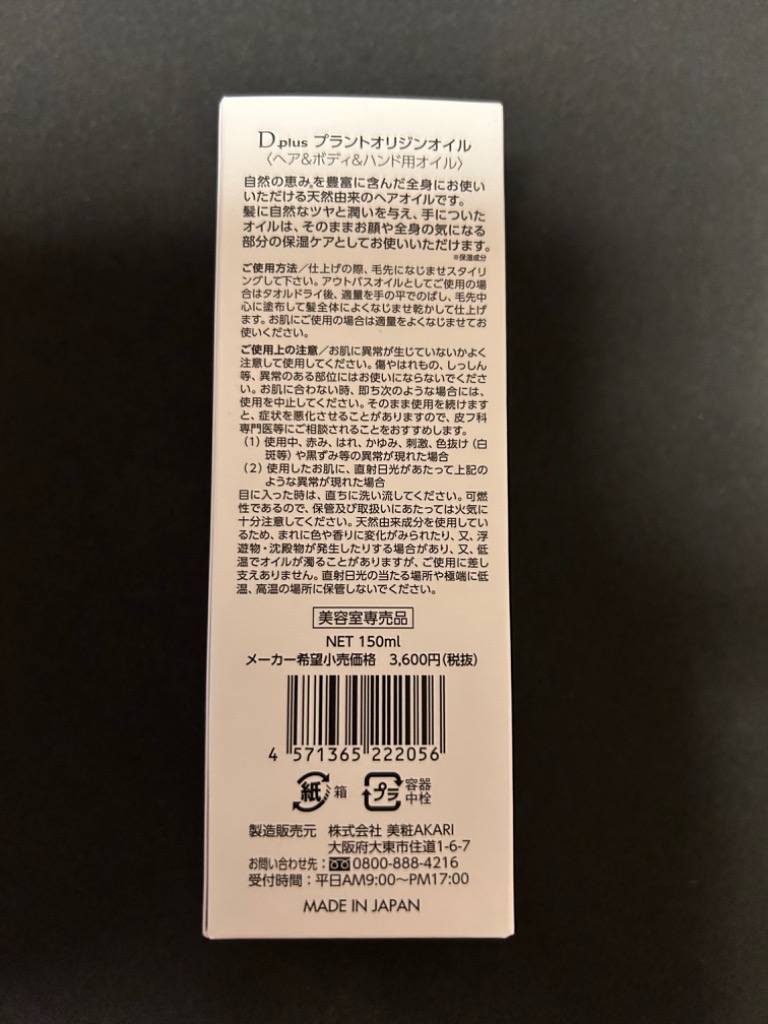 D.plus プラントオリジンオイル
〈ヘア&ボディ&ハンド用オイル〉
自然の恵み※を豊富に含んだ全身にお使い
いただける天然由来のヘアオイルです。
髪に自然なツヤと潤いを与え、手についた
オイルは、そのままお顔や全身の気になる
部分の保湿ケアとしてお使いいただけます。
※保湿成分
ご使用方法/仕上げの際、毛先になじませスタイリ
ングして下さい。アウトバスオイルとしてご使用の場
合はタオルドライ後、適量を手の平でのばし、毛先中
心に塗布して髪全体によくなじませ乾かして仕上げ
ます。お肌にご使用の場合は適量をよくなじませてお
使いください。
ご使用上の注意/お肌に異常が生じていないかよく
注意して使用してください。傷やはれもの、しっしん
等、異常のある部位にはお使いにならないでくださ
い。お肌に合わない時、即ち次のような場合には、
使用を中止してください。そのまま使用を続けます
と、症状を悪化させることがありますので、皮フ科
専門医等にご相談されることをおすすめします。
(1) 使用中、赤み、はれ、かゆみ、刺激、色抜け(白
斑等)や黒ずみ等の異常が現れた場合
(2) 使用したお肌に、直射日光があたって上記の
ような異常が現れた場合
目に入った時は、直ちに洗い流してください。可燃
性であるので、保管及び取扱いにあたっては火気に
十分注意してください。天然由来成分を使用してい
るため、まれに色や香りに変化がみられたり、又、浮
遊物・沈殿物が発生したりする場合があり、又、低
温でオイルが濁ることがありますが、ご使用に差し
支えありません。直射日光の当たる場所や極端に低
温、高温の場所に保管しないでください。
美容室専売品
NET 150ml
メーカー希望小売価格 3,600円(税抜)
4 571365 222056
紙 箱 プラ 容器
中栓
製造販売元 株式会社 美粧AKARI
大阪府大東市住道1-6-7
お問い合わせ先:0800-888-4216
受付時間:平日AM9:00〜PM17:00
MADE IN JAPAN